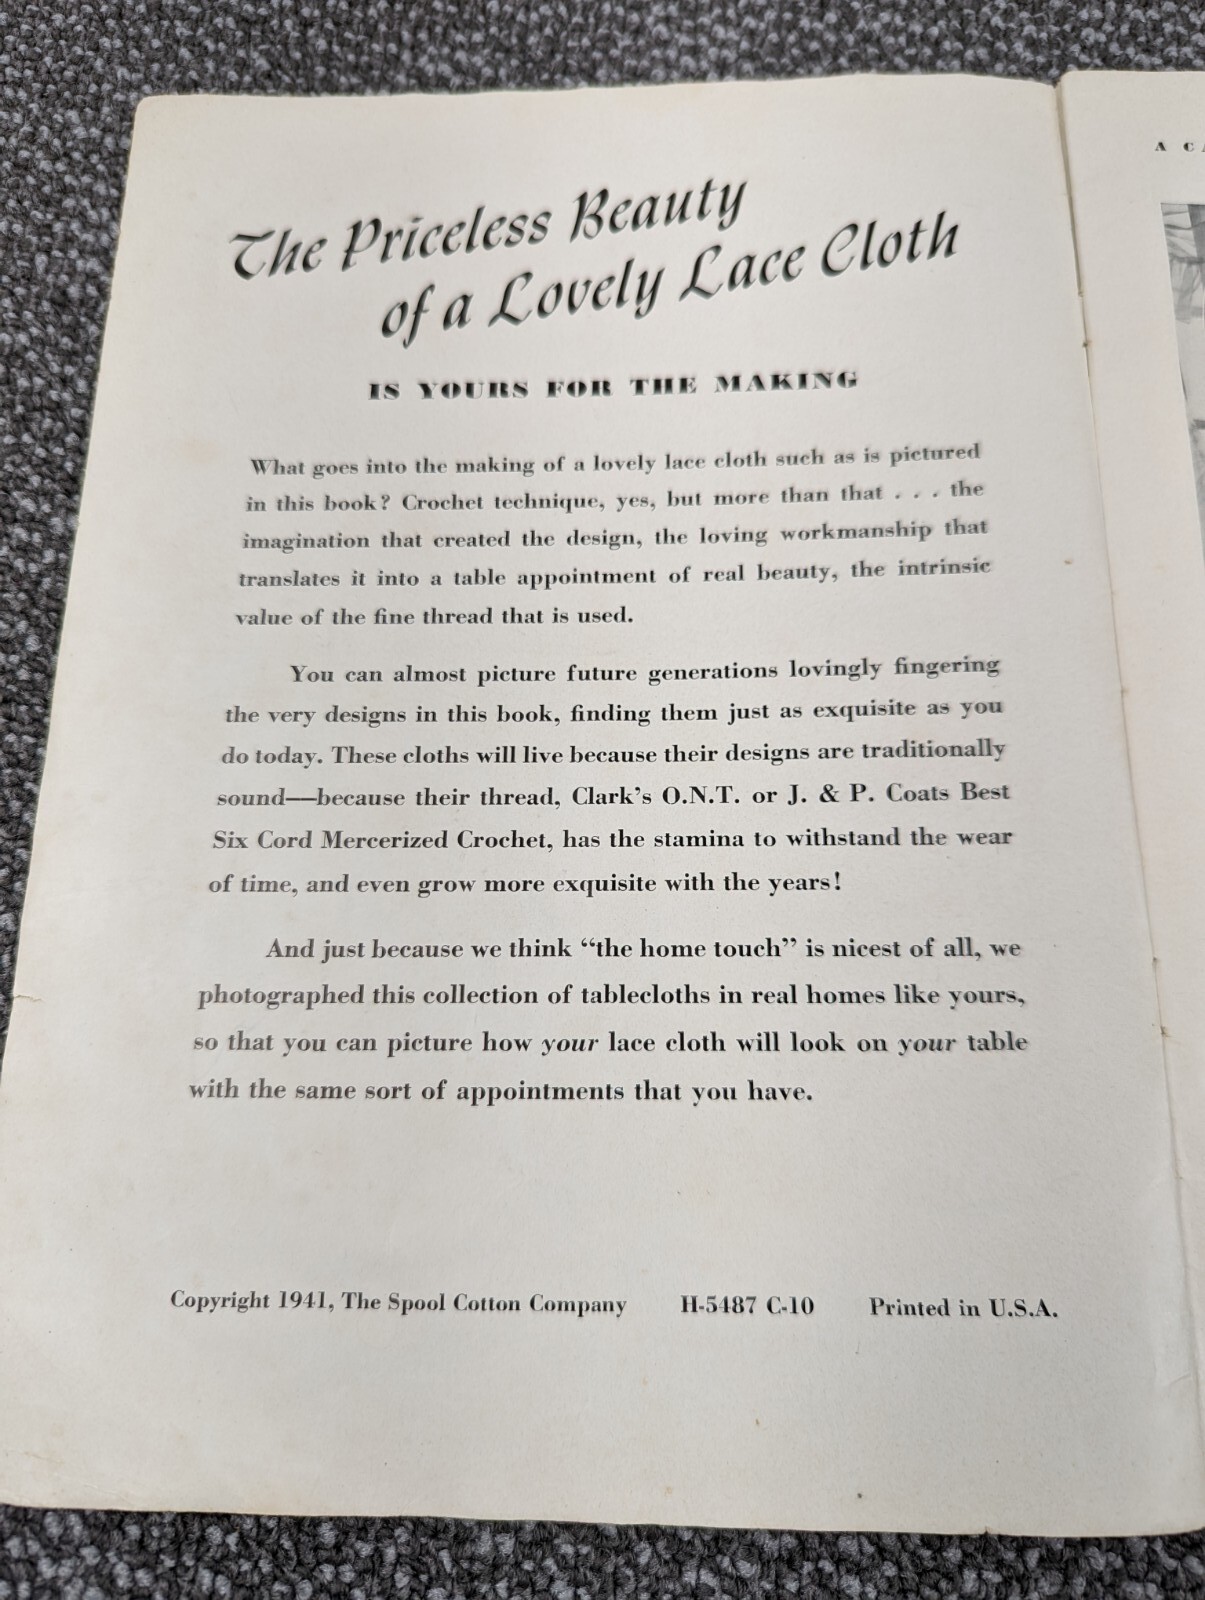 The Priceless Beauty
of a Lovely Lace Cloth
IS YOURS FOR THE MAKING
What goes into the making of a lovely lace cloth such as is pictured
in this book? Crochet technique, yes, but more than that . . . the
imagination that created the design, the loving workmanship that
translates it into a table appointment of real beauty, the intrinsic
value of the fine thread that is used.
You can almost picture future generations lovingly fingering
the very designs in this book, finding them just as exquisite as you
do today. These cloths will live because their designs are traditionally
sound—because their thread, Clark's O.N.T. or J. & P. Coats Best
Six Cord Mercerized Crochet, has the stamina to withstand the wear
of time, and even grow more exquisite with the years!
And just because we think “the home touch” is nicest of all, we
photographed this collection of tablecloths in real homes like yours,
so that you can picture how your lace cloth will look on your table
with the same sort of appointments that you have.
Copyright 1941, The Spool Cotton Company H-5487 C-10 Printed in U.S.A.
A